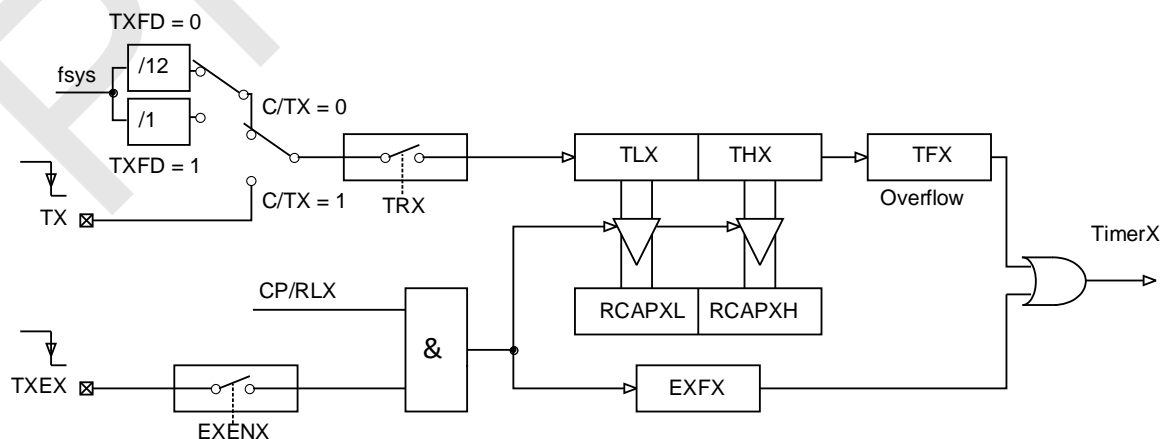 TXFD = 0
/12
fsys
C/TX = 0
/1
TXFD = 1
TLX
THX
TFX
Overflow
TX
C/TX = 1
TRX
TimerX
CP/RLX
RCAPXL
RCAPXH
&
TXEX
EXFX
EXENX